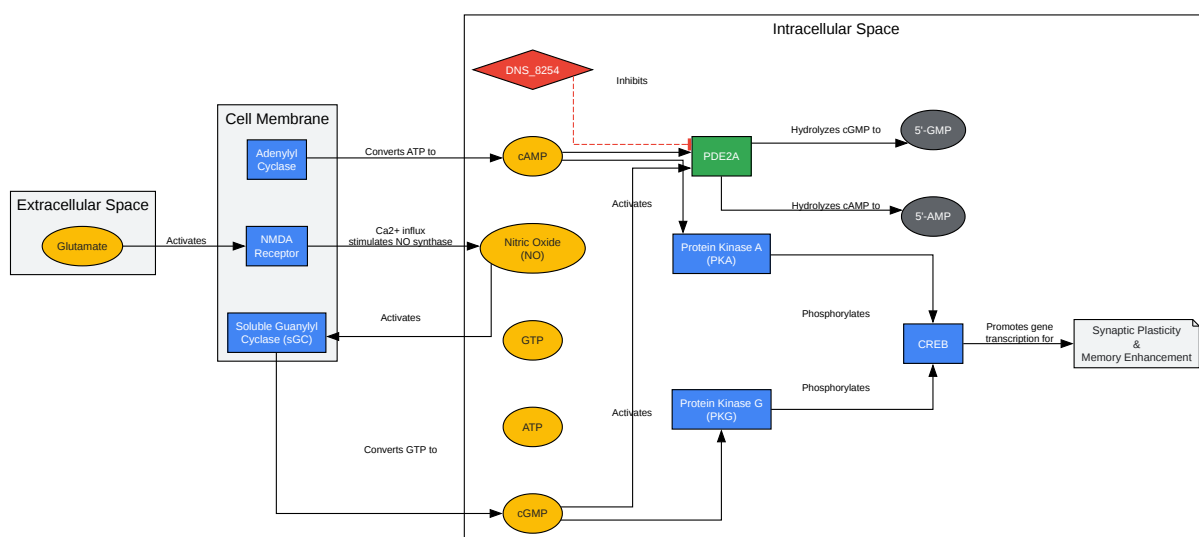 Intracellular Space
DNS_8254
Inhibits
Cell Membrane
Adenylyl
Cyclase
Converts ATP to
cAMP
PDE2A
Hydrolyzes cGMP to
5'-GMP
Extracellular Space
Glutamate
Activates
NMDA
Receptor
Ca2+ influx
stimulates NO synthase
Nitric Oxide
(NO)
Activates
Protein Kinase A
(PKA)
Hydrolyzes cAMP to
5'-AMP
Soluble Guanylyl
Cyclase (sGC)
Activates
GTP
Phosphorylates
CREB
Promotes gene
transcription for
Synaptic Plasticity
&
Memory Enhancement
ATP
Activates
Protein Kinase G
(PKG)
Phosphorylates
Converts GTP to
cGMP